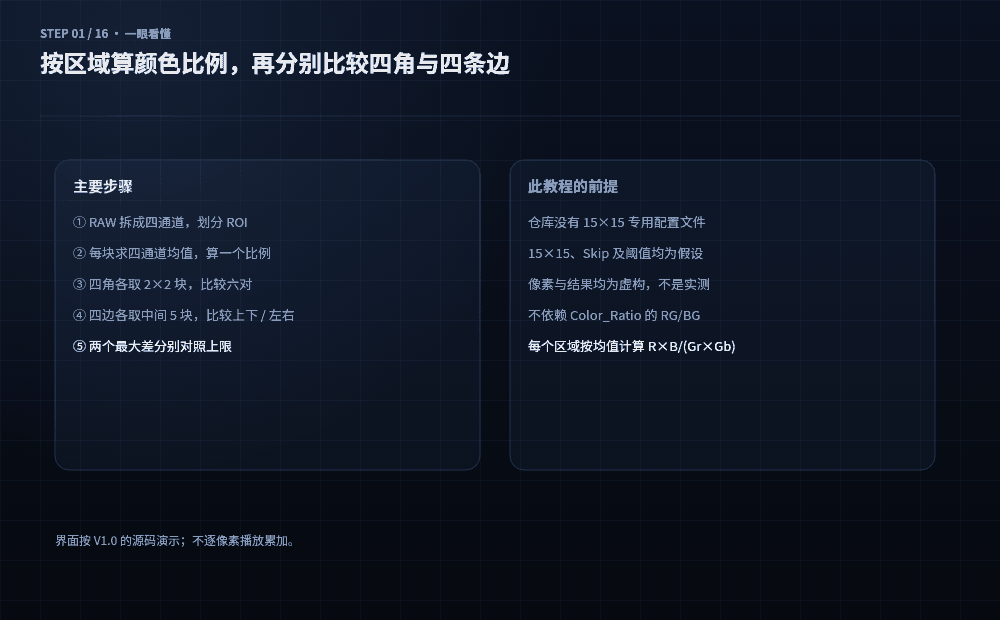 STEP 01 / 16 · 一眼看懂
按区域算颜色比例，再分别比较四角与四条边
主要步骤
① RAW 拆成四通道，划分 ROI
② 每块求四通道均值，算一个比例
③ 四角各取 2×2 块，比较六对
④ 四边各取中间 5 块，比较上下 / 左右
⑤ 两个最大差分别对照上限
此教程的前提
仓库没有 15×15 专用配置文件
15×15、Skip 及阈值均为假设
像素与结果均为虚构，不是实测
不依赖 Color_Ratio 的 RG/BG
每个区域按均值计算 R×B/(Gr×Gb)
界面按 V1.0 的源码演示；不逐像素播放累加。